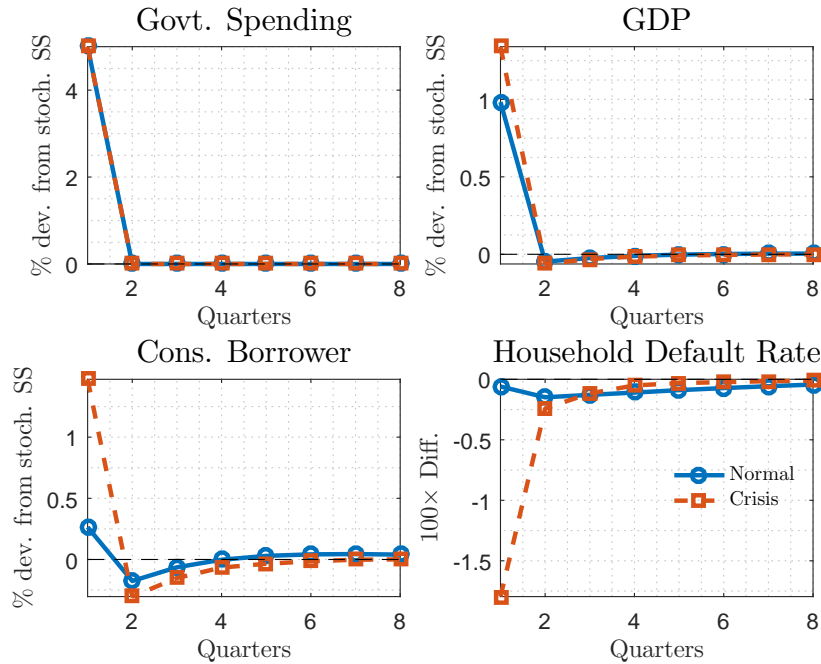 Govt. Spending
% dev. from stoch. SS
4
2
0
2
4
6
8
Quarters
GDP
% dev. from stoch. SS
1
0.5
0
2
4
6
8
Quarters
Cons. Borrower
% dev. from stoch. SS
1
0.5
0
2
4
6
8
Quarters
Household Default Rate
100× Diff.
0
-0.5
-1
-1.5
Normal
Crisis
2
4
6
8
Quarters